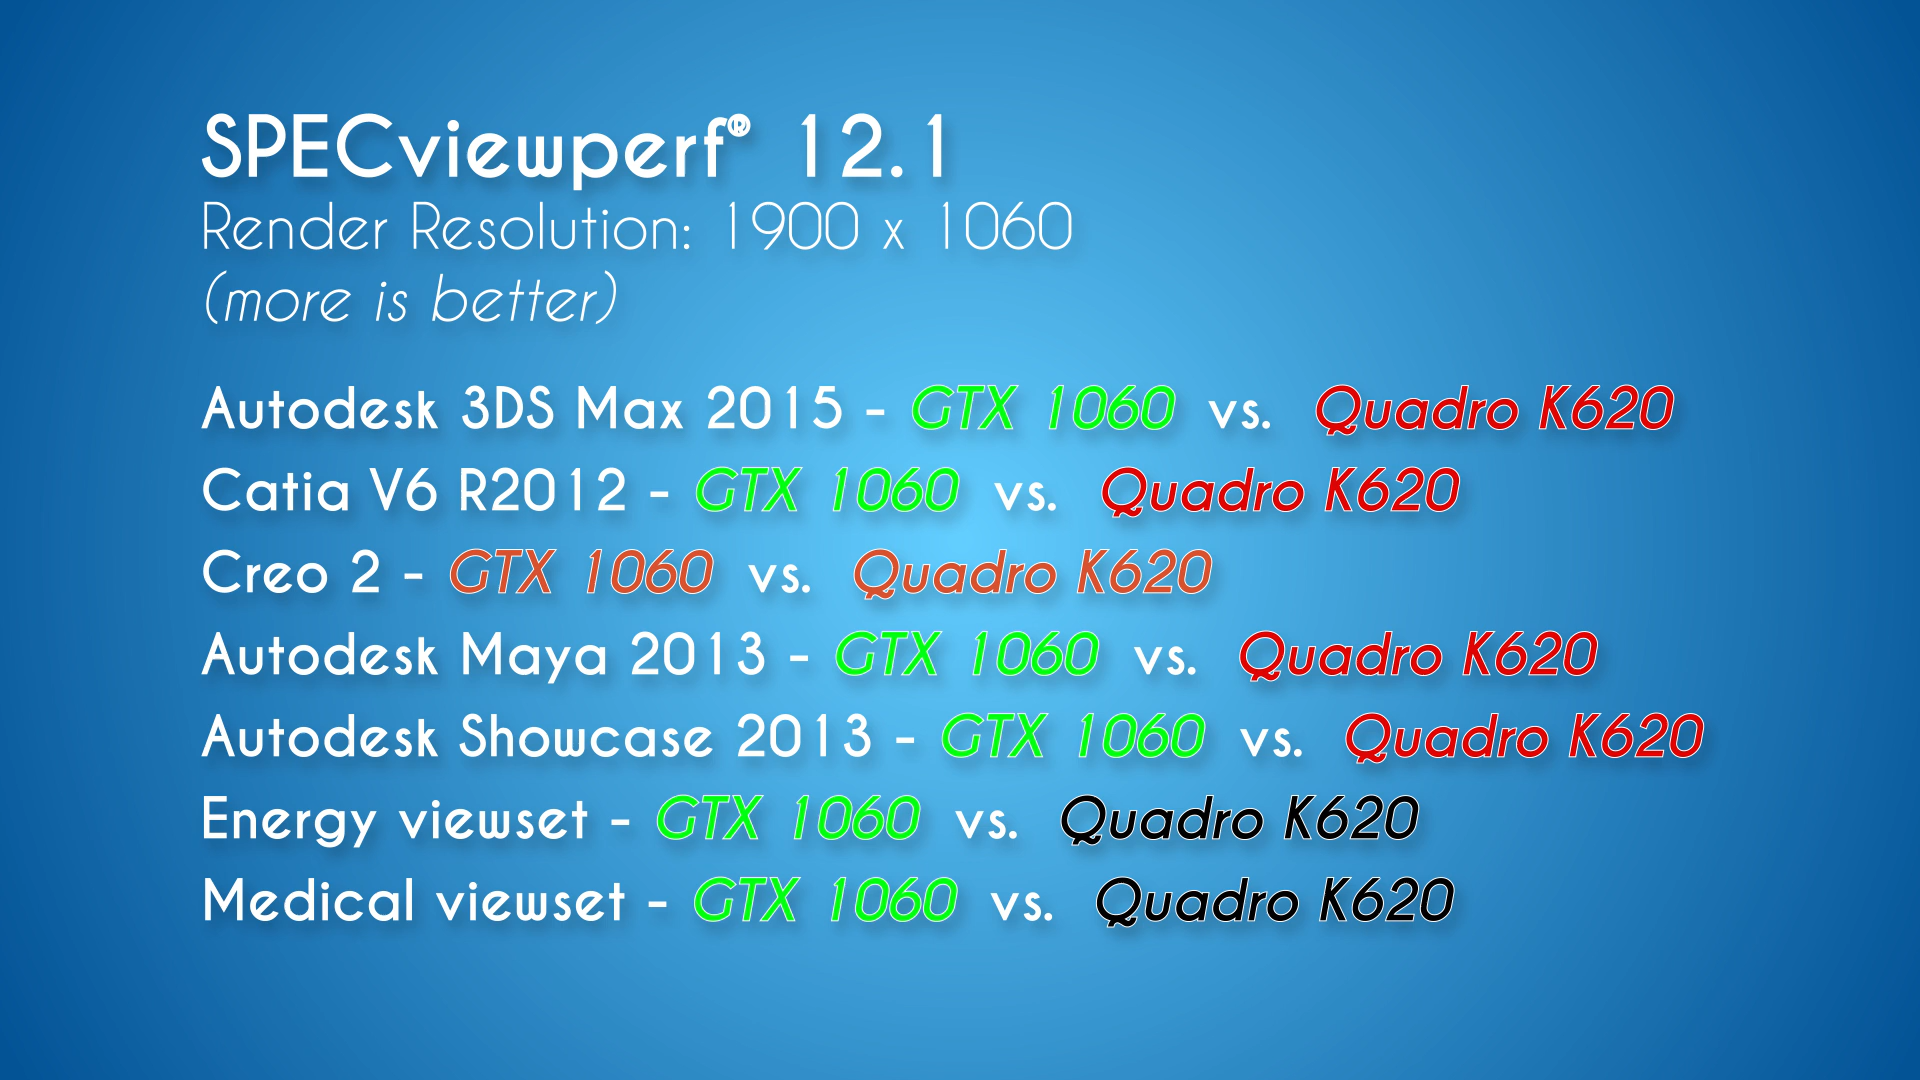 SPECviewperf® 12.1
Render Resolution: 1900 x 1060
(more is better)
Autodesk 3DS Max 2015 - GTX 1060 vs. Quadro K620
Catia V6 R2012 - GTX 1060 vs. Quadro K620
Creo 2 - GTX 1060 vs. Quadro K620
Autodesk Maya 2013 - GTX 1060 vs. Quadro K620
Autodesk Showcase 2013 - GTX 1060 vs. Quadro K620
Energy viewset - GTX 1060 vs. Quadro K620
Medical viewset - GTX 1060 vs. Quadro K620